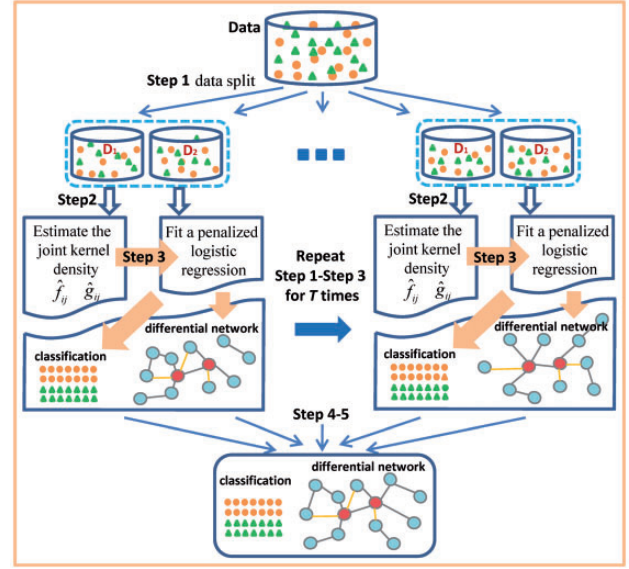 Data
Step 1 data split
D₁
D₂
D₁
D₂
Step2
Step2
Estimate the
joint kernel
density
f̂ij ĝij
Step 3
Fit a penalized
logistic
regression
Repeat
Step 1-Step 3
for T times
Estimate the
joint kernel
density
f̂ij ĝij
Step 3
Fit a penalized
logistic
regression
differential network
classification
differential network
classification
Step 4-5
differential network
classification